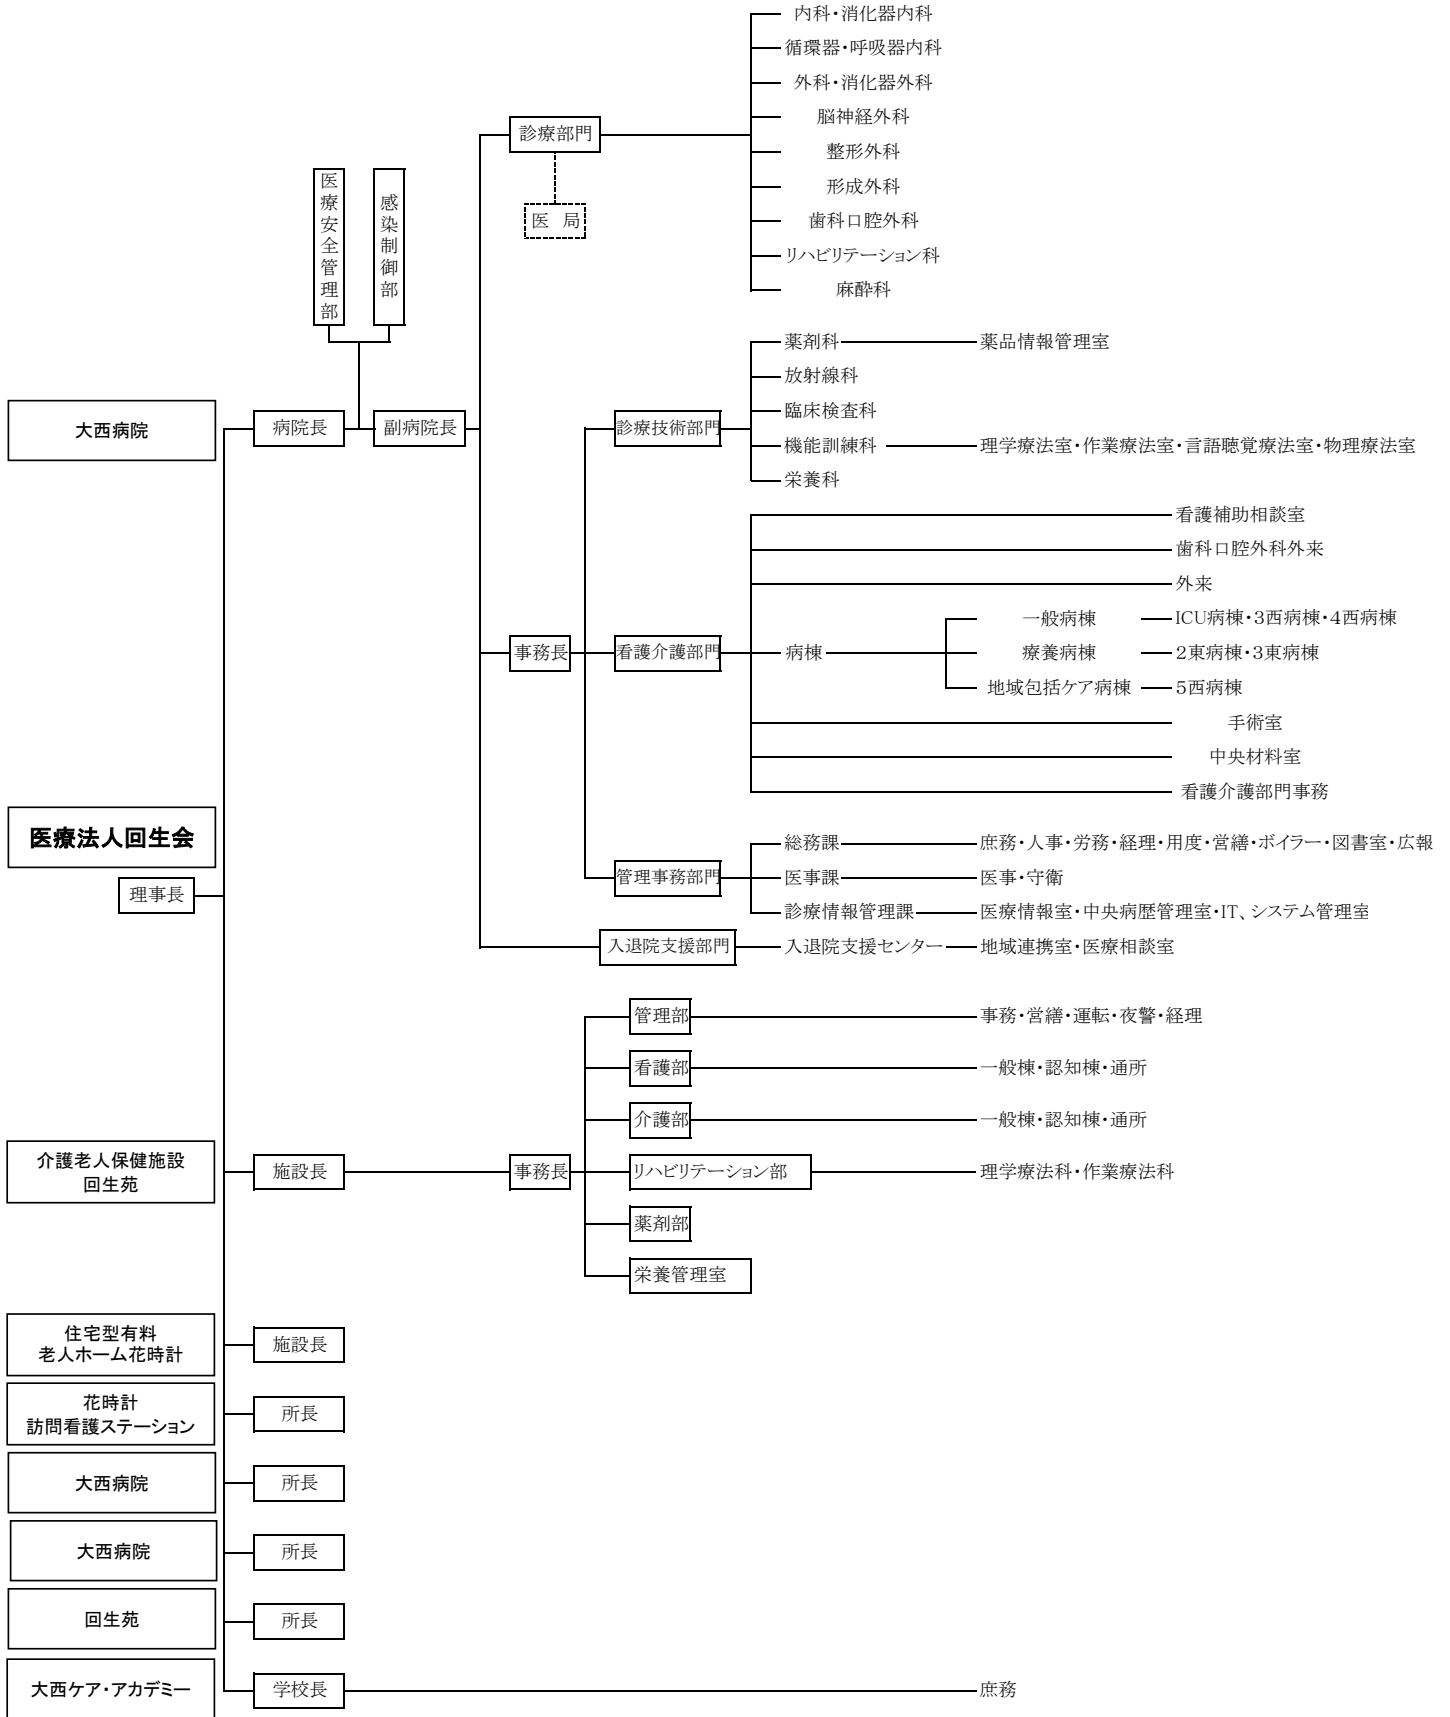 内科・消化器内科
循環器・呼吸器内科
外科・消化器外科
脳神経外科
診療部門
整形外科
医療安全管理部
感染制御部
形成外科
医 局
歯科口腔外科
リハビリテーション科
麻酔科
薬剤科
薬品情報管理室
放射線科
臨床検査科
大西病院
病院長
副病院長
診療技術部門
機能訓練科
理学療法室・作業療法室・言語聴覚療法室・物理療法室
栄養科
看護補助相談室
歯科口腔外科外来
外来
一般病棟
ICU病棟・3西病棟・4西病棟
事務長
看護介護部門
病棟
療養病棟
2東病棟・3東病棟
地域包括ケア病棟
5西病棟
手術室
中央材料室
看護介護部門事務
医療法人回生会
総務課
庶務・人事・労務・経理・用度・営繕・ボイラー・図書室・広報
理事長
管理事務部門
医事課
医事・守衛
診療情報管理課
医療情報室・中央病歴管理室・IT、システム管理室
入退院支援部門
入退院支援センター
地域連携室・医療相談室
管理部
事務・営繕・運転・夜警・経理
看護部
一般棟・認知棟・通所
介護部
一般棟・認知棟・通所
介護老人保健施設
回生苑
施設長
事務長
リハビリテーション部
理学療法科・作業療法科
薬剤部
栄養管理室
住宅型有料
老人ホーム花時計
施設長
花時計
訪問看護ステーション
所長
大西病院
所長
大西病院
所長
回生苑
所長
大西ケア・アカデミー
学校長
庶務